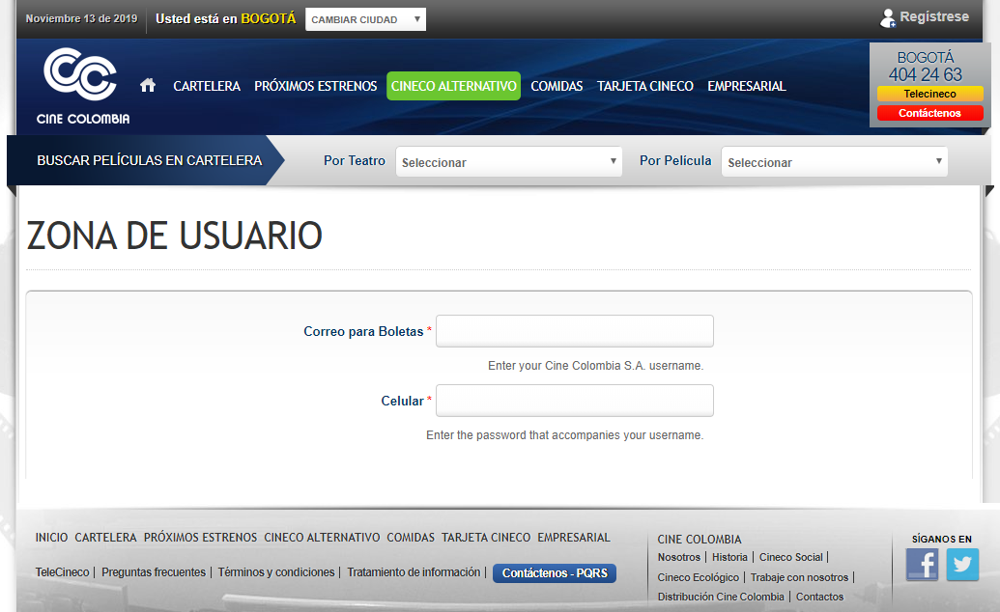 Noviembre 13 de 2019 Usted está en BOGOTÁ CAMBIAR CIUDAD
Regístrese
CINE COLOMBIA
CARTELERA PRÓXIMOS ESTRENOS CINECO ALTERNATIVO COMIDAS TARJETA CINECO EMPRESARIAL
BOGOTÁ
404 24 63
Telecineco
Contáctenos
BUSCAR PELÍCULAS EN CARTELERA Por Teatro Seleccionar Por Película Seleccionar
ZONA DE USUARIO
Correo para Boletas *
Enter your Cine Colombia S.A. username.
Celular *
Enter the password that accompanies your username.
INICIO CARTELERA PRÓXIMOS ESTRENOS CINECO ALTERNATIVO COMIDAS TARJETA CINECO EMPRESARIAL
TeleCineco | Preguntas frecuentes | Términos y condiciones | Tratamiento de información | Contáctenos - PQRS
CINE COLOMBIA
Nosotros | Historia | Cineco Social |
Cineco Ecológico | Trabaje con nosotros |
Distribución Cine Colombia | Contactos
SÍGANOS EN